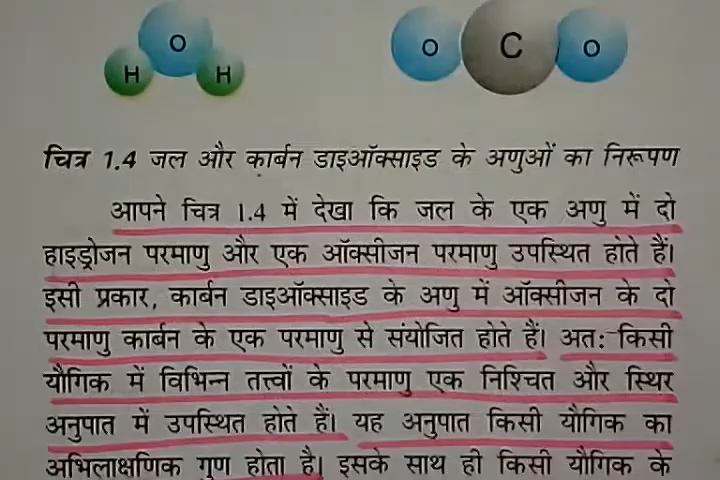 O
H H
O C O
चित्र 1.4 जल और कार्बन डाइऑक्साइड के अणुओं का निरूपण
आपने चित्र 1.4 में देखा कि जल के एक अणु में दो
हाइड्रोजन परमाणु और एक ऑक्सीजन परमाणु उपस्थित होते हैं।
इसी प्रकार, कार्बन डाइऑक्साइड के अणु में ऑक्सीजन के दो
परमाणु कार्बन के एक परमाणु से संयोजित होते हैं। अतः किसी
यौगिक में विभिन्न तत्त्वों के परमाणु एक निश्चित और स्थिर
अनुपात में उपस्थित होते हैं। यह अनुपात किसी यौगिक का
अभिलाक्षणिक गुण होता है। इसके साथ ही किसी यौगिक के